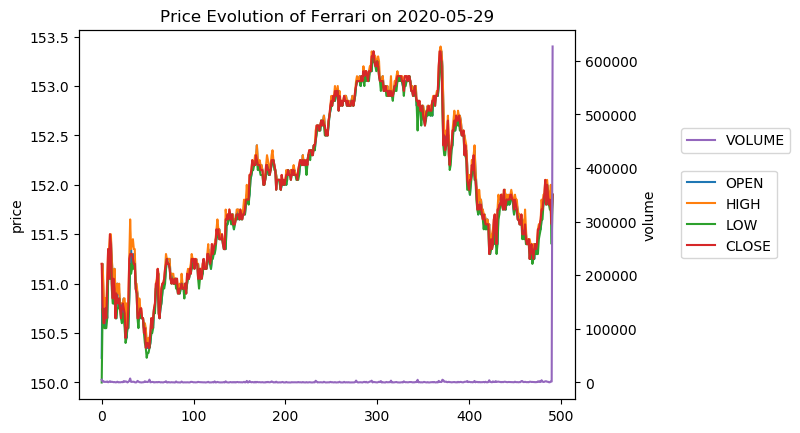 Price Evolution of Ferrari on 2020-05-29
153.5
153.0
152.5
152.0
151.5
151.0
150.5
150.0
price
0
100
200
300
400
500
600000
500000
400000
300000
200000
100000
0
volume
VOLUME
OPEN
HIGH
LOW
CLOSE